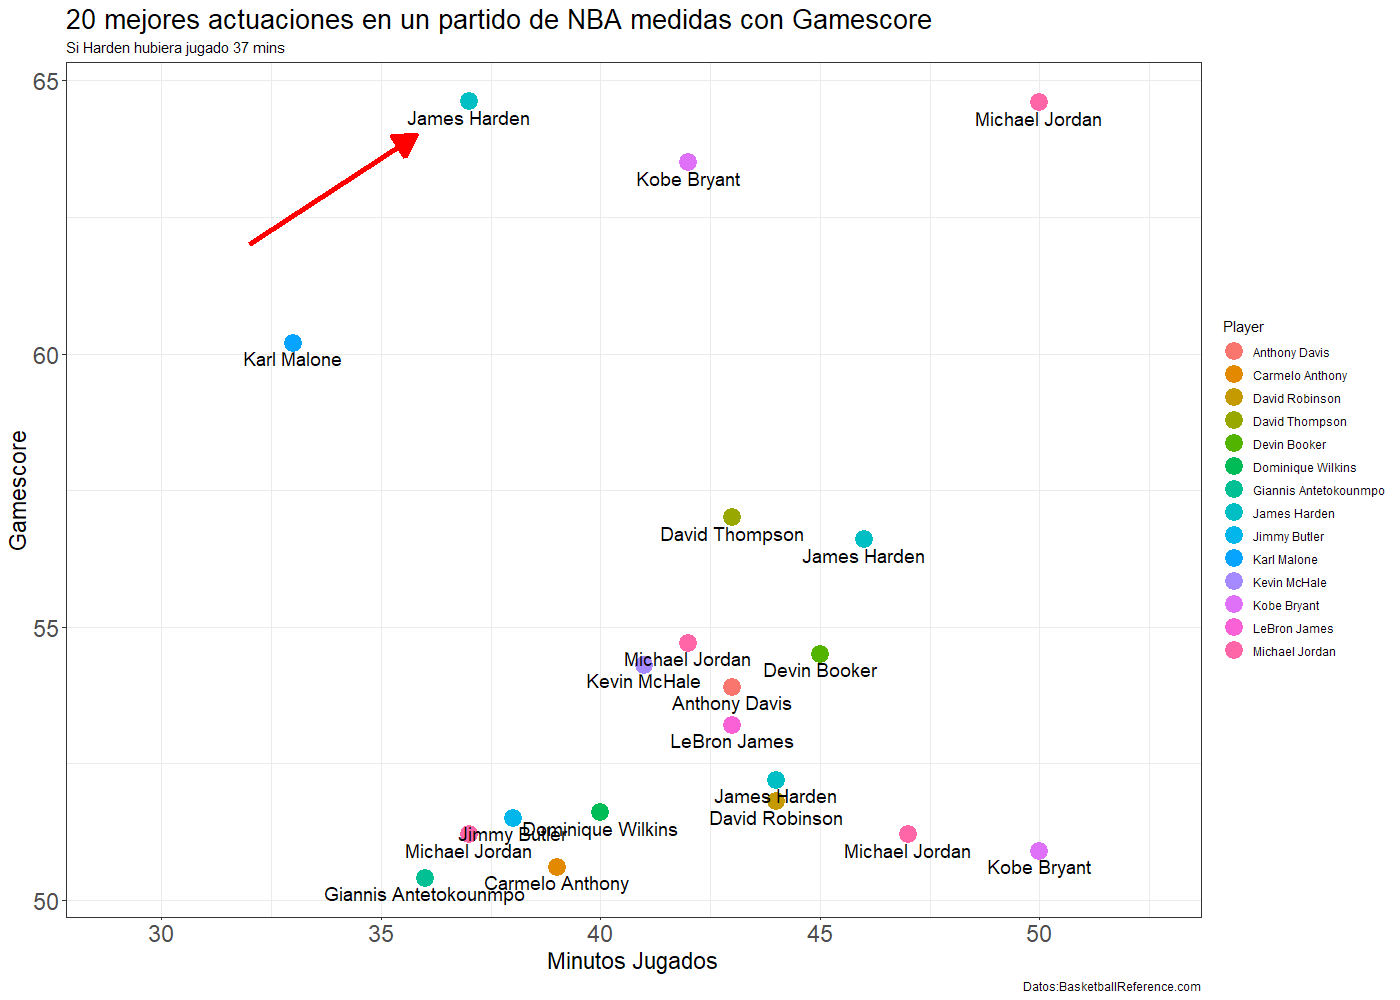 20 mejores actuaciones en un partido de NBA medidas con Gamescore
Si Harden hubiera jugado 37 mins
65
60
55
50
Gamescore
James Harden
Michael Jordan
Kobe Bryant
Karl Malone
David Thompson
James Harden
Michael Jordan
Devin Booker
Kevin McHale
Anthony Davis
LeBron James
James Harden
David Robinson
Dominique Wilkins
Jimmy Butler
Michael Jordan
Michael Jordan
Kobe Bryant
Carmelo Anthony
Giannis Antetokounmpo
30
35
40
45
50
Minutos Jugados
Player
Anthony Davis
Carmelo Anthony
David Robinson
David Thompson
Devin Booker
Dominique Wilkins
Giannis Antetokounmpo
James Harden
Jimmy Butler
Karl Malone
Kevin McHale
Kobe Bryant
LeBron James
Michael Jordan
Datos:BasketballReference.com